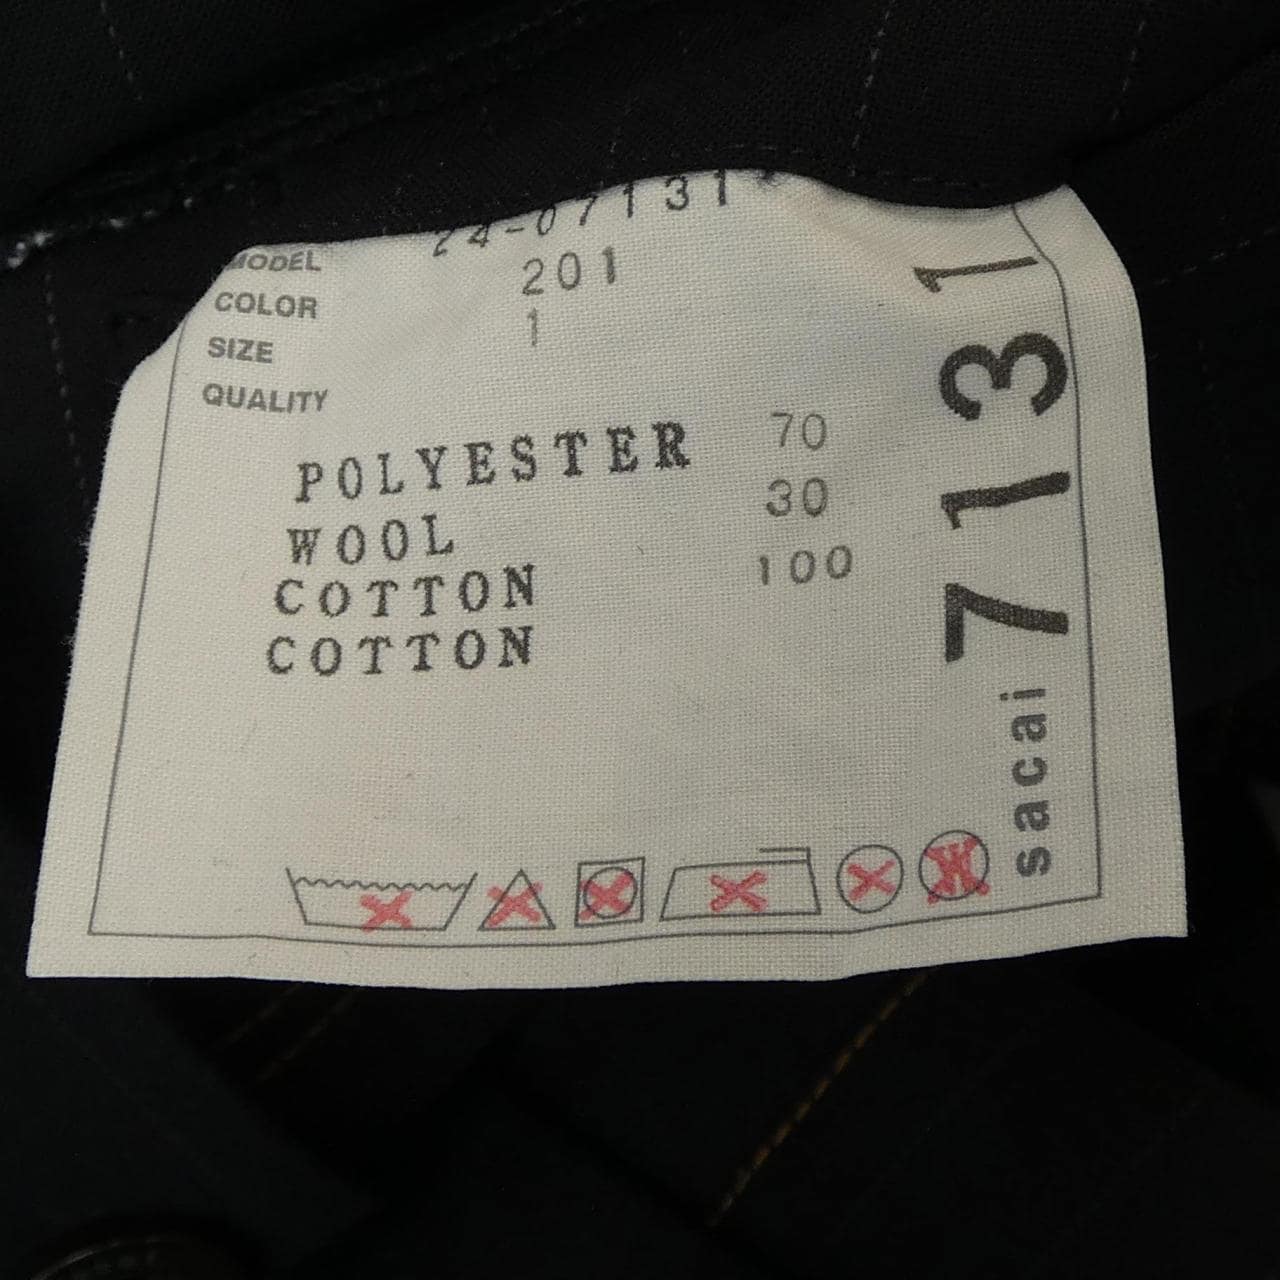 MODEL 24-07131
COLOR 201
SIZE 1
QUALITY
POLYESTER 70
WOOL 30
COTTON 100
COTTON
sacai 7131